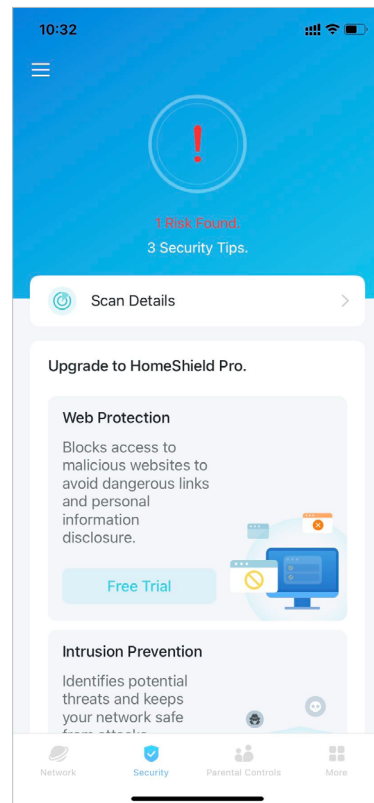 10:32
1 Risk Found.
3 Security Tips.
Scan Details
Upgrade to HomeShield Pro.
Web Protection
Blocks access to
malicious websites to
avoid dangerous links
and personal
information
disclosure.
Free Trial
Intrusion Prevention
Identifies potential
threats and keeps
your network safe
from attacks
Network
Security
Parental Controls
More